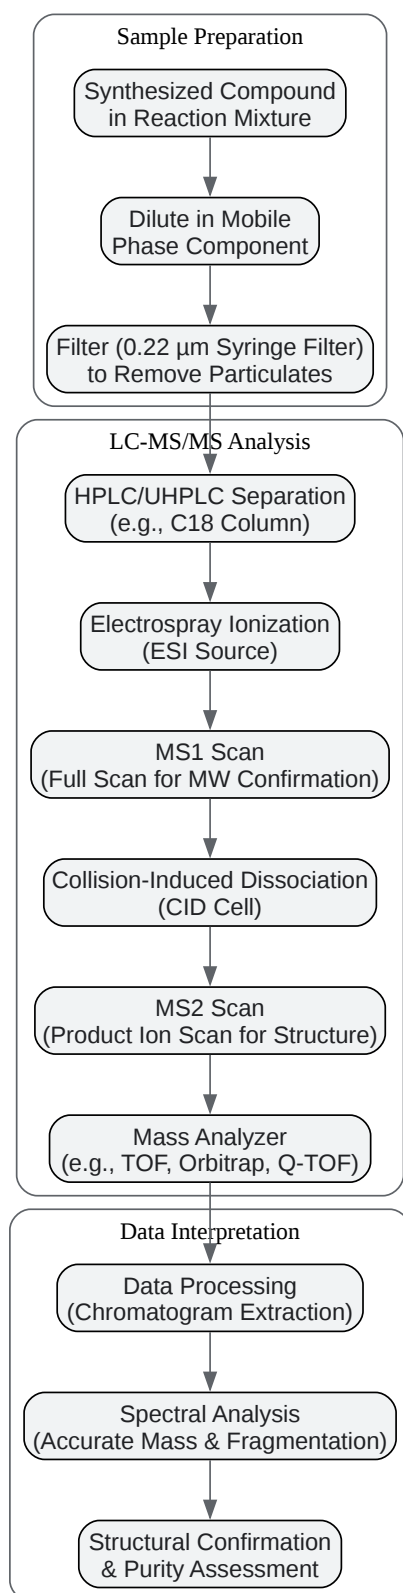 Sample Preparation
Synthesized Compound
in Reaction Mixture
Dilute in Mobile
Phase Component
Filter (0.22 µm Syringe Filter)
to Remove Particulates
LC-MS/MS Analysis
HPLC/UHPLC Separation
(e.g., C18 Column)
Electrospray Ionization
(ESI Source)
MS1 Scan
(Full Scan for MW Confirmation)
Collision-Induced Dissociation
(CID Cell)
MS2 Scan
(Product Ion Scan for Structure)
Mass Analyzer
(e.g., TOF, Orbitrap, Q-TOF)
Data Interpretation
Data Processing
(Chromatogram Extraction)
Spectral Analysis
(Accurate Mass & Fragmentation)
Structural Confirmation
& Purity Assessment